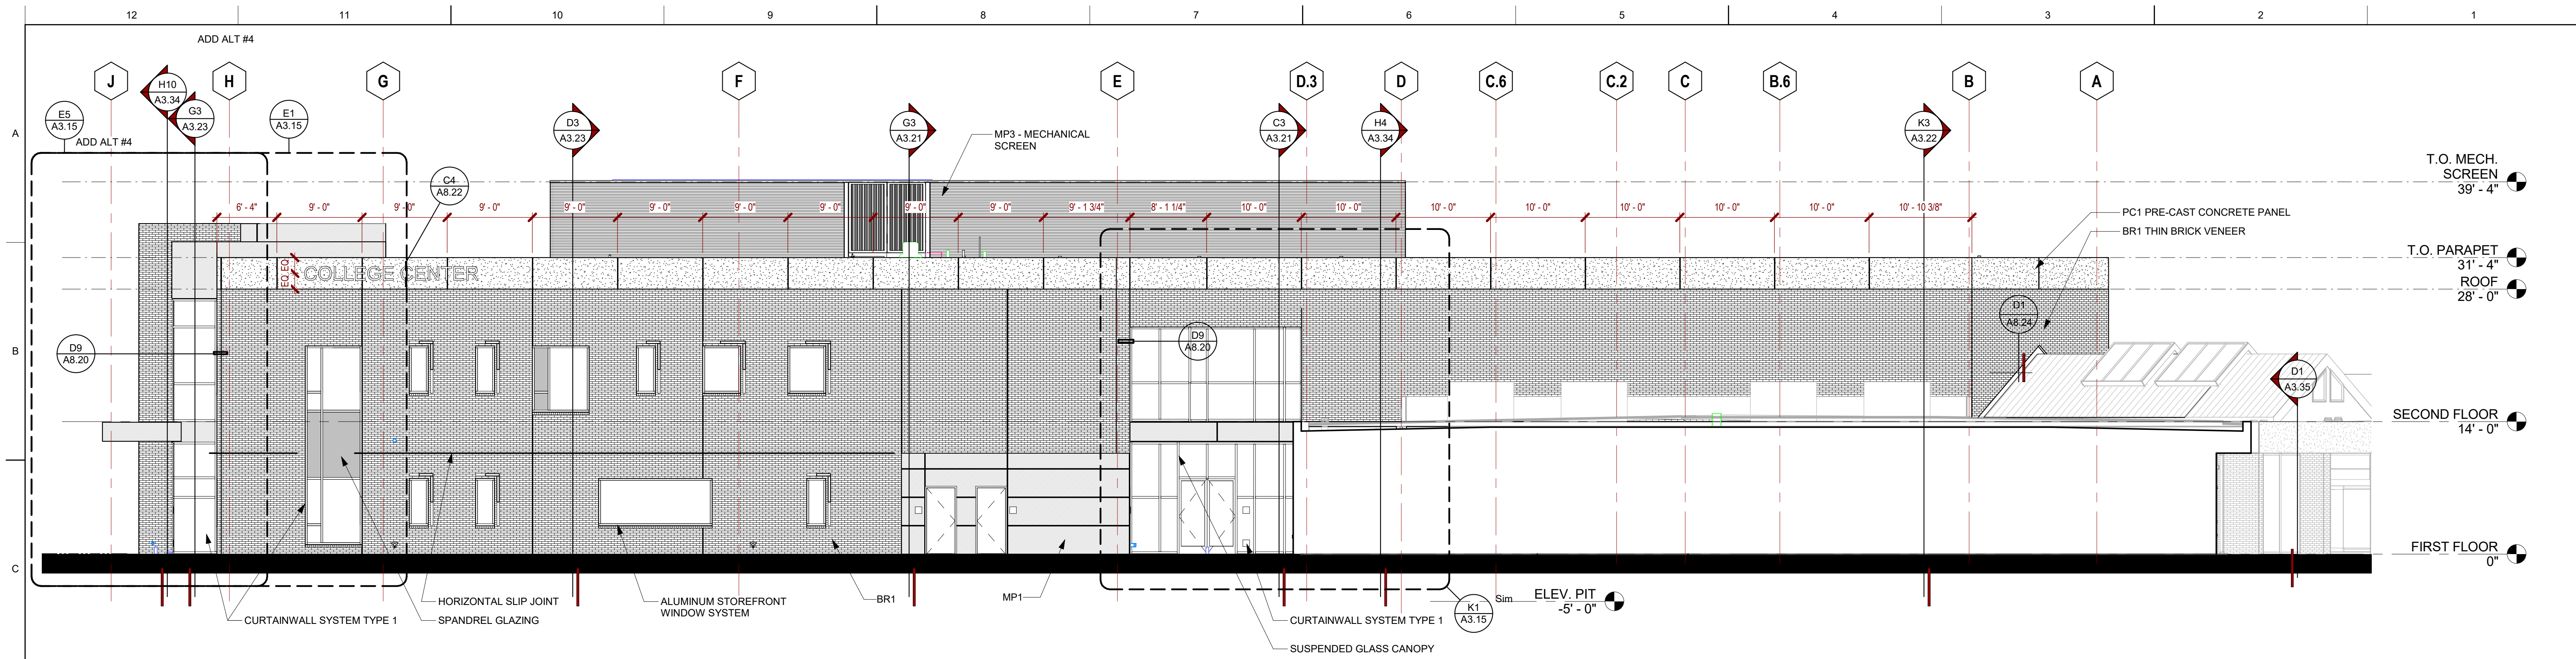 12 11 10 9 8 7 6 5 4 3 2 1
ADD ALT #4
J H G F E D.3 D C.6 C.2 C B.6 B A
H10
A3.34
G3
A3.23
E5
A3.15
E1
A3.15
D3
A3.23
G3
A3.21
C3
A3.21
H4
A3.34
K3
A3.22
A
ADD ALT #4
MP3 - MECHANICAL
SCREEN
T.O. MECH.
SCREEN
39' - 4"
C4
A8.22
6' - 4" 9' - 0" 9' - 0" 9' - 0" 9' - 0" 9' - 0" 9' - 0" 9' - 0" 9' - 0" 9' - 0" 9' - 1 3/4" 8' - 1 1/4" 10' - 0" 10' - 0" 10' - 0" 10' - 0" 10' - 0" 10' - 0" 10' - 0" 10' - 10 3/8"
PC1 PRE-CAST CONCRETE PANEL
BR1 THIN BRICK VENEER
T.O. PARAPET
31' - 4"
EQ EQ
COLLEGE CENTER
ROOF
28' - 0"
D1
A8.24
B
D9
A8.20
D9
A8.20
D1
A3.35
SECOND FLOOR
14' - 0"
FIRST FLOOR
0"
C
HORIZONTAL SLIP JOINT
ALUMINUM STOREFRONT
WINDOW SYSTEM
BR1
MP1
K1
A3.15
Sim
ELEV. PIT
-5' - 0"
CURTAINWALL SYSTEM TYPE 1
SPANDREL GLAZING
CURTAINWALL SYSTEM TYPE 1
SUSPENDED GLASS CANOPY